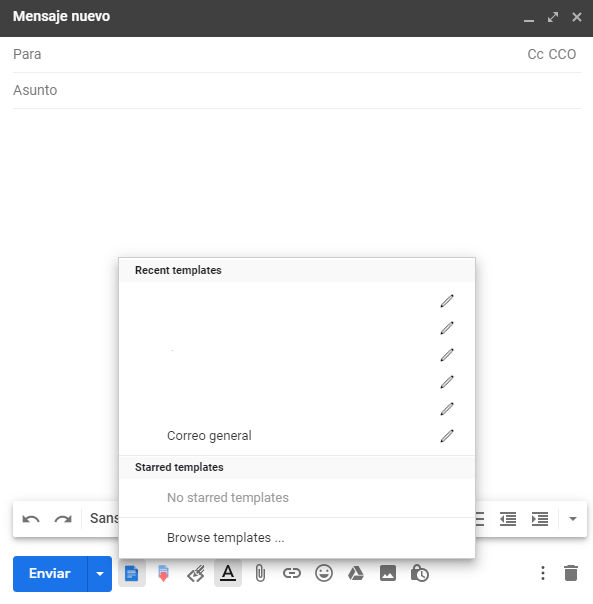 Mensaje nuevo
Para Cc CCO
Asunto
Recent templates
Correo general
Starred templates
No starred templates
Browse templates ...
Sans
Enviar A